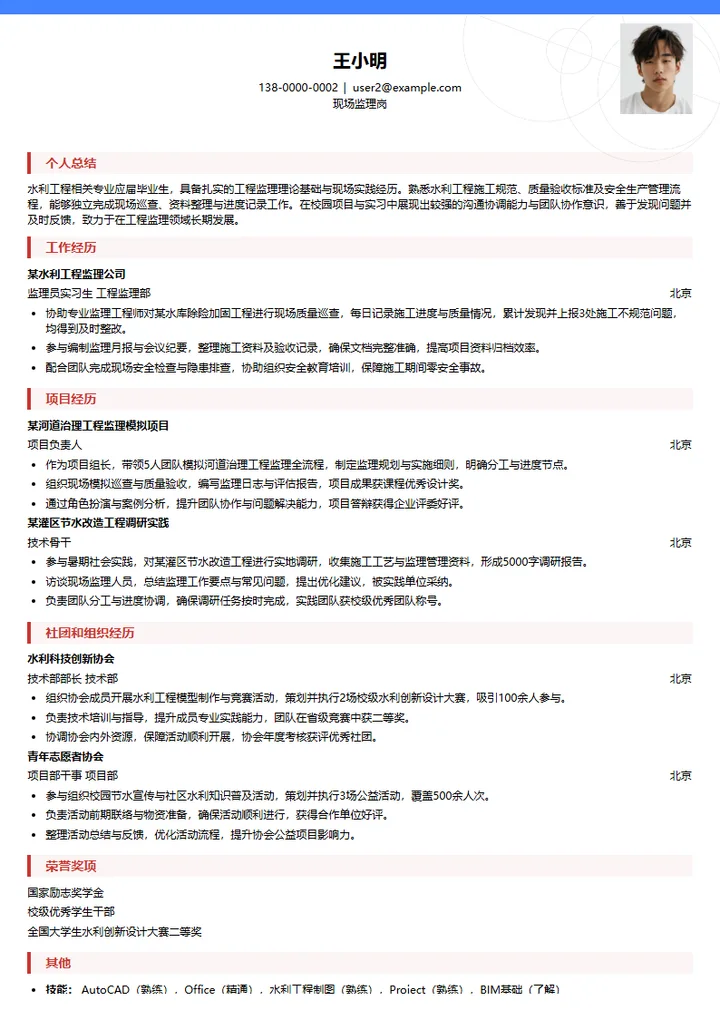 王小明
138-0000-0002 | user2@example.com
现场监理岗
个人总结
水利工程相关专业应届毕业生，具备扎实的工程监理理论基础与现场实践经历。熟悉水利工程施工规范、质量验收标准及安全生产管理流
程，能够独立完成现场巡查、资料整理与进度记录工作。在校园项目与实习中展现出较强的沟通协调能力与团队协作意识，善于发现问题并
及时反馈，致力于在工程监理领域长期发展。
工作经历
某水利工程监理公司
监理员实习生 工程监理部 北京
• 协助专业监理工程师对某水库除险加固工程进行现场质量巡查，每日记录施工进度与质量情况，累计发现并上报3处施工不规范问题，
均得到及时整改。
• 参与编制监理月报与会议纪要，整理施工资料及验收记录，确保文档完整准确，提高项目资料归档效率。
• 配合团队完成现场安全检查与隐患排查，协助组织安全教育培训，保障施工期间零安全事故。
项目经历
某河道治理工程监理模拟项目
项目负责人 北京
• 作为项目组长，带领5人团队模拟河道治理工程监理全流程，制定监理规划与实施细则，明确分工与进度节点。
• 组织现场模拟巡查与质量验收，编写监理日志与评估报告，项目成果获课程优秀设计奖。
• 通过角色扮演与案例分析，提升团队协作与问题解决能力，项目答辩获得企业评委好评。
某灌区节水改造工程调研实践
技术骨干 北京
• 参与暑期社会实践，对某灌区节水改造工程进行实地调研，收集施工工艺与监理管理资料，形成5000字调研报告。
• 访谈现场监理人员，总结监理工作要点与常见问题，提出优化建议，被实践单位采纳。
• 负责团队分工与进度协调，确保调研任务按时完成，实践团队获校级优秀团队称号。
社团和组织经历
水利科技创新协会
技术部部长 技术部 北京
• 组织协会成员开展水利工程模型制作与竞赛活动，策划并执行2场校级水利创新设计大赛，吸引100余人参与。
• 负责技术培训与指导，提升成员专业实践能力，团队在省级竞赛中获二等奖。
• 协调协会内外资源，保障活动顺利开展，协会年度考核获评优秀社团。
青年志愿者协会
项目部干事 项目部 北京
• 参与组织校园节水宣传与社区水利知识普及活动，策划并执行3场公益活动，覆盖500余人次。
• 负责活动前期联络与物资准备，确保活动顺利进行，获得合作单位好评。
• 整理活动总结与反馈，优化活动流程，提升协会公益项目影响力。
荣誉奖项
国家励志奖学金
校级优秀学生干部
全国大学生水利创新设计大赛二等奖
其他
• 技能： AutoCAD（熟练），Office（精通），水利工程制图（熟练），Project（熟练），BIM基础（了解）